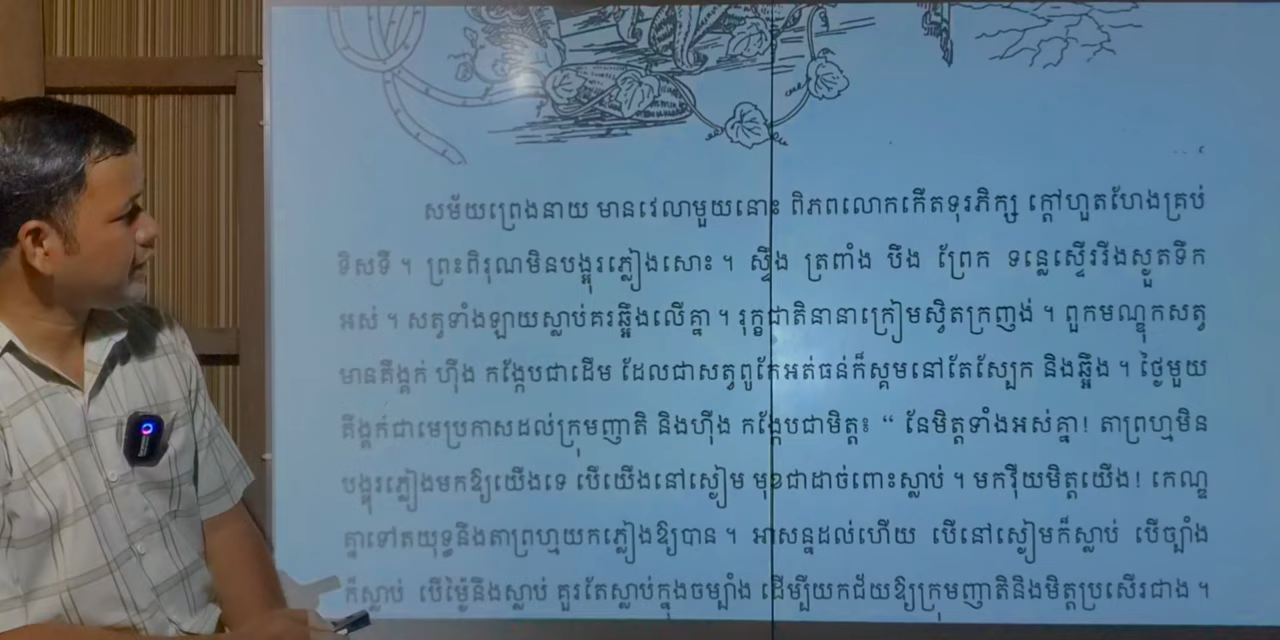 សម័យព្រេងនាយ មានវេលាមួយនោះ ពិភពលោកកើតទុរភិក្ស ក្ដៅហួតហែងគ្រប់
ទិសទី ។ ព្រះពិរុណមិនបង្អុរភ្លៀងសោះ ។ ស្ទឹង ត្រពាំង បឹង ព្រែក ទន្លេស្ទើររីងស្ងួតទឹក
អស់ ។ សត្វទាំងឡាយស្លាប់គរឆ្អឹងលើគ្នា ។ រុក្ខជាតិនានាក្រៀមស្វិតក្រញង់ ។ ពួកមណ្ឌុកសត្វ
មានគីង្គក់ ហ៊ីង កង្កែបជាដើម ដែលជាសត្វពូកែអត់ធន់ក៏ស្គមនៅតែស្បែក និងឆ្អឹង ។ ថ្ងៃមួយ
គីង្គក់ជាមេប្រកាសដល់ក្រុមញាតិ និងហ៊ីង កង្កែបជាមិត្ត៖ “ នែមិត្តទាំងអស់គ្នា! តាព្រហ្មមិន
បង្អុរភ្លៀងមកឱ្យយើងទេ បើយើងនៅស្ងៀម មុខជាដាច់ពោះស្លាប់ ។ មកវ៉ីយមិត្តយើង! កេណ្ឌ
គ្នាទៅតយុទ្ធនឹងតាព្រហ្មយកភ្លៀងឱ្យបាន ។ អាសន្នដល់ហើយ បើនៅស្ងៀមក៏ស្លាប់ បើច្បាំង
ក៏ស្លាប់ បើម្ល៉ៃនឹងស្លាប់ គួរតែស្លាប់ក្នុងចម្បាំង ដើម្បីយកជ័យឱ្យក្រុមញាតិនិងមិត្តប្រសើរជាង ។